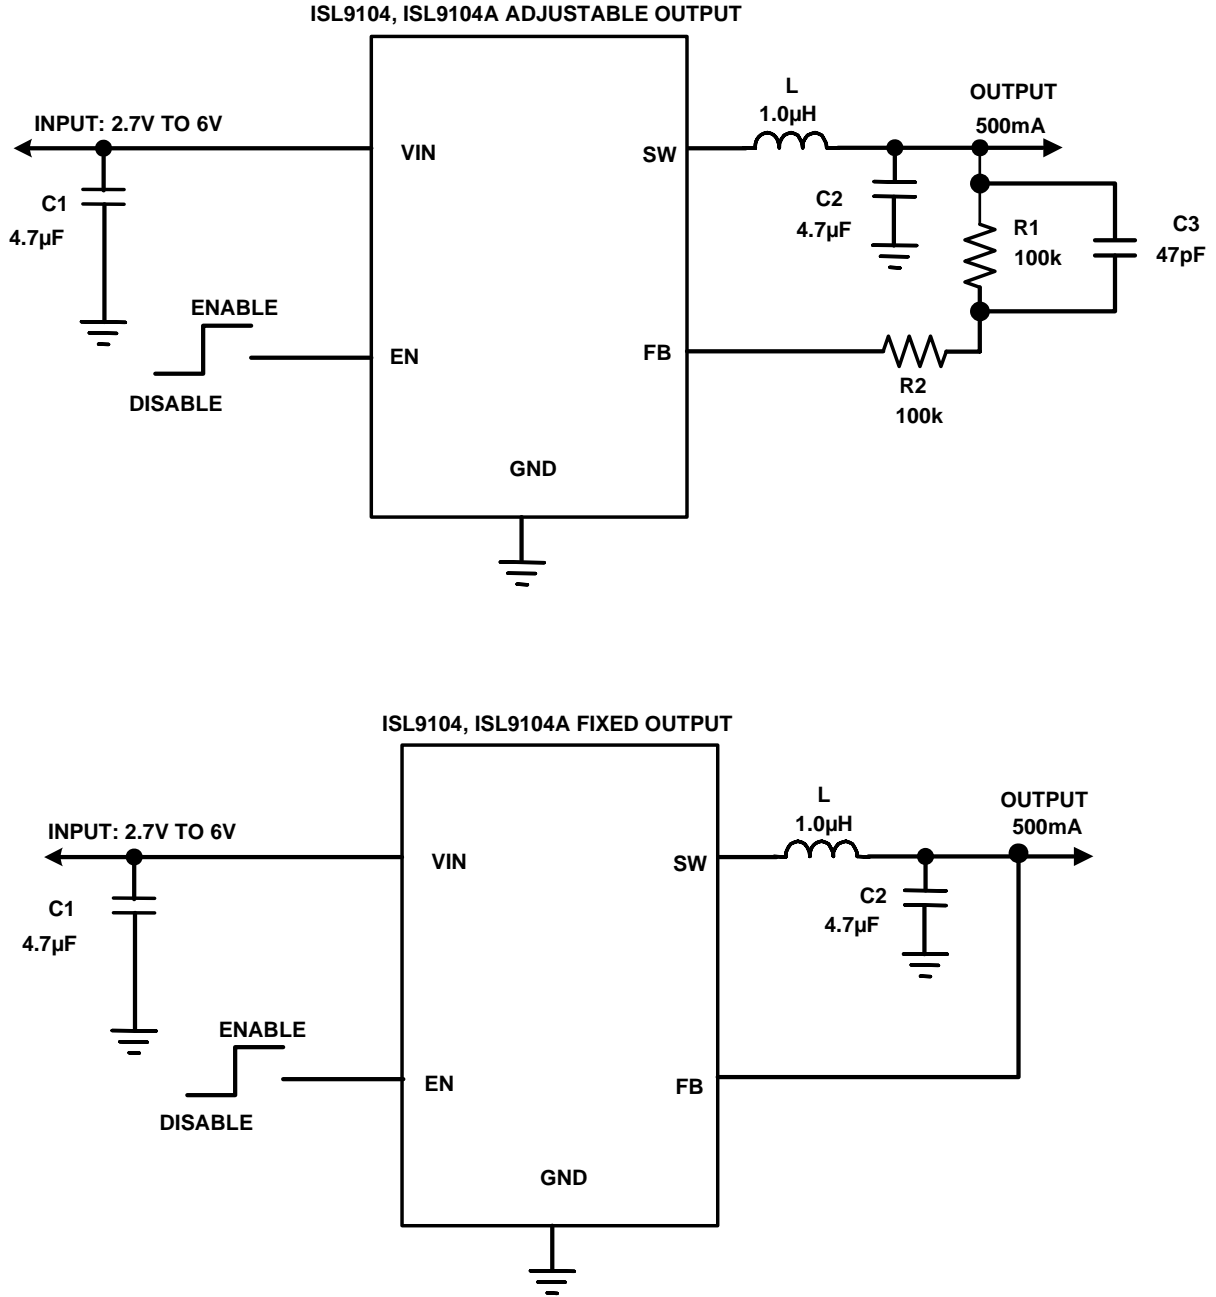 ISL9104, ISL9104A ADJUSTABLE OUTPUT
L
1.0µH
OUTPUT
500mA
INPUT: 2.7V TO 6V
VIN
SW
C1
4.7µF
C2
4.7µF
R1
100k
C3
47pF
ENABLE
DISABLE
EN
FB
R2
100k
GND
ISL9104, ISL9104A FIXED OUTPUT
L
1.0µH
OUTPUT
500mA
INPUT: 2.7V TO 6V
VIN
SW
C1
4.7µF
C2
4.7µF
ENABLE
DISABLE
EN
FB
GND